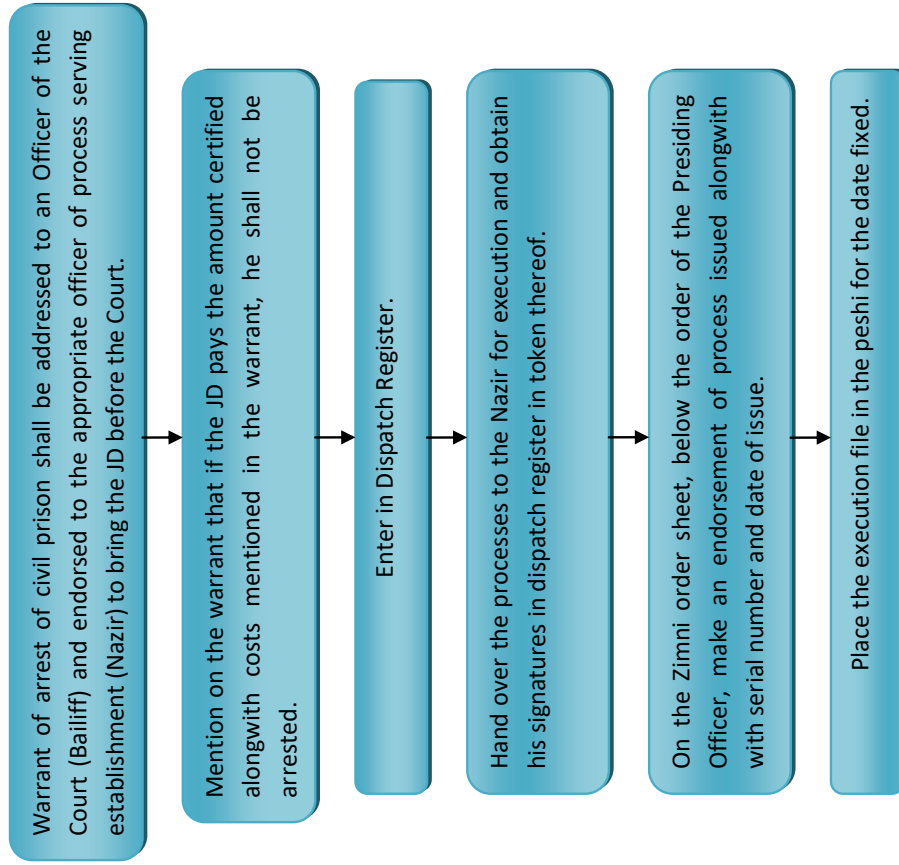 Warrant of arrest of civil prison shall be addressed to an Officer of the
Court (Bailiff) and endorsed to the appropriate officer of process serving
establishment (Nazir) to bring the JD before the Court.
Mention on the warrant that if the JD pays the amount certified
alongwith costs mentioned in the warrant, he shall not be
arrested.
Enter in Dispatch Register.
Hand over the processes to the Nazir for execution and obtain
his signatures in dispatch register in token thereof.
On the Zimni order sheet, below the order of the Presiding
Officer, make an endorsement of process issued alongwith
with serial number and date of issue.
Place the execution file in the peshi for the date fixed.